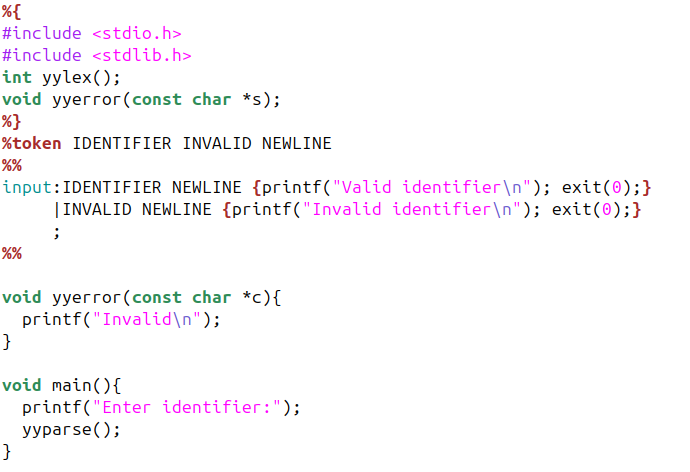 %{
#include <stdio.h>
#include <stdlib.h>
int yylex();
void yyerror(const char *s);
%}
%token IDENTIFIER INVALID NEWLINE
%%
input:IDENTIFIER NEWLINE {printf("Valid identifier\n"); exit(0);}
     |INVALID NEWLINE {printf("Invalid identifier\n"); exit(0);}
     ;
%%

void yyerror(const char *c){
  printf("Invalid\n");
}

void main(){
  printf("Enter identifier:");
  yyparse();
}